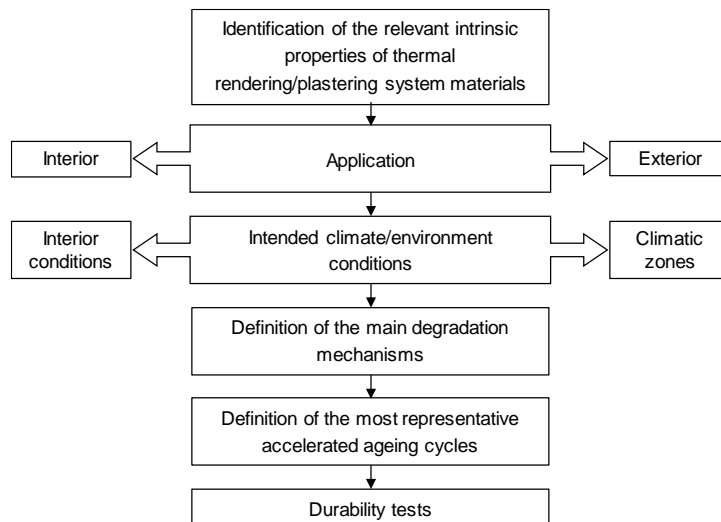 Identification of the relevant intrinsic
properties of thermal
rendering/plastering system materials
Interior
Application
Exterior
Interior
conditions
Intended climate/environment
conditions
Climatic
zones
Definition of the main degradation
mechanisms
Definition of the most representative
accelerated ageing cycles
Durability tests